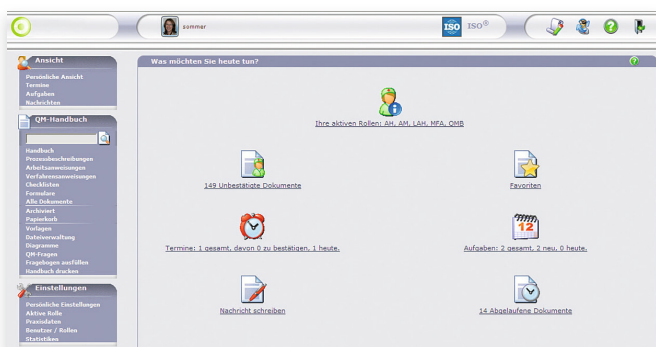 sommer
ISO ISO®
Ansicht
Persönliche Ansicht
Termine
Aufgaben
Nachrichten
QM-Handbuch
Handbuch
Prozessbeschreibungen
Arbeitsanweisungen
Verfahrensanweisungen
Checklisten
Formulare
Alle Dokumente
Archiviert
Papierkorb
Vorlagen
Dateiverwaltung
Diagramme
QM-Fragen
Fragebogen ausfüllen
Handbuch drucken
Einstellungen
Persönliche Einstellungen
Aktive Rolle
Praxisdaten
Benutzer / Rollen
Statistiken
Was möchten Sie heute tun?
Ihre aktiven Rollen: AH, AM, LAH, MFA, QMB
149 Unbestätigte Dokumente
Favoriten
12
Termine: 1 gesamt, davon 0 zu bestätigen, 1 heute.
Aufgaben: 2 gesamt, 2 neu, 0 heute.
Nachricht schreiben
14 Abgelaufene Dokumente